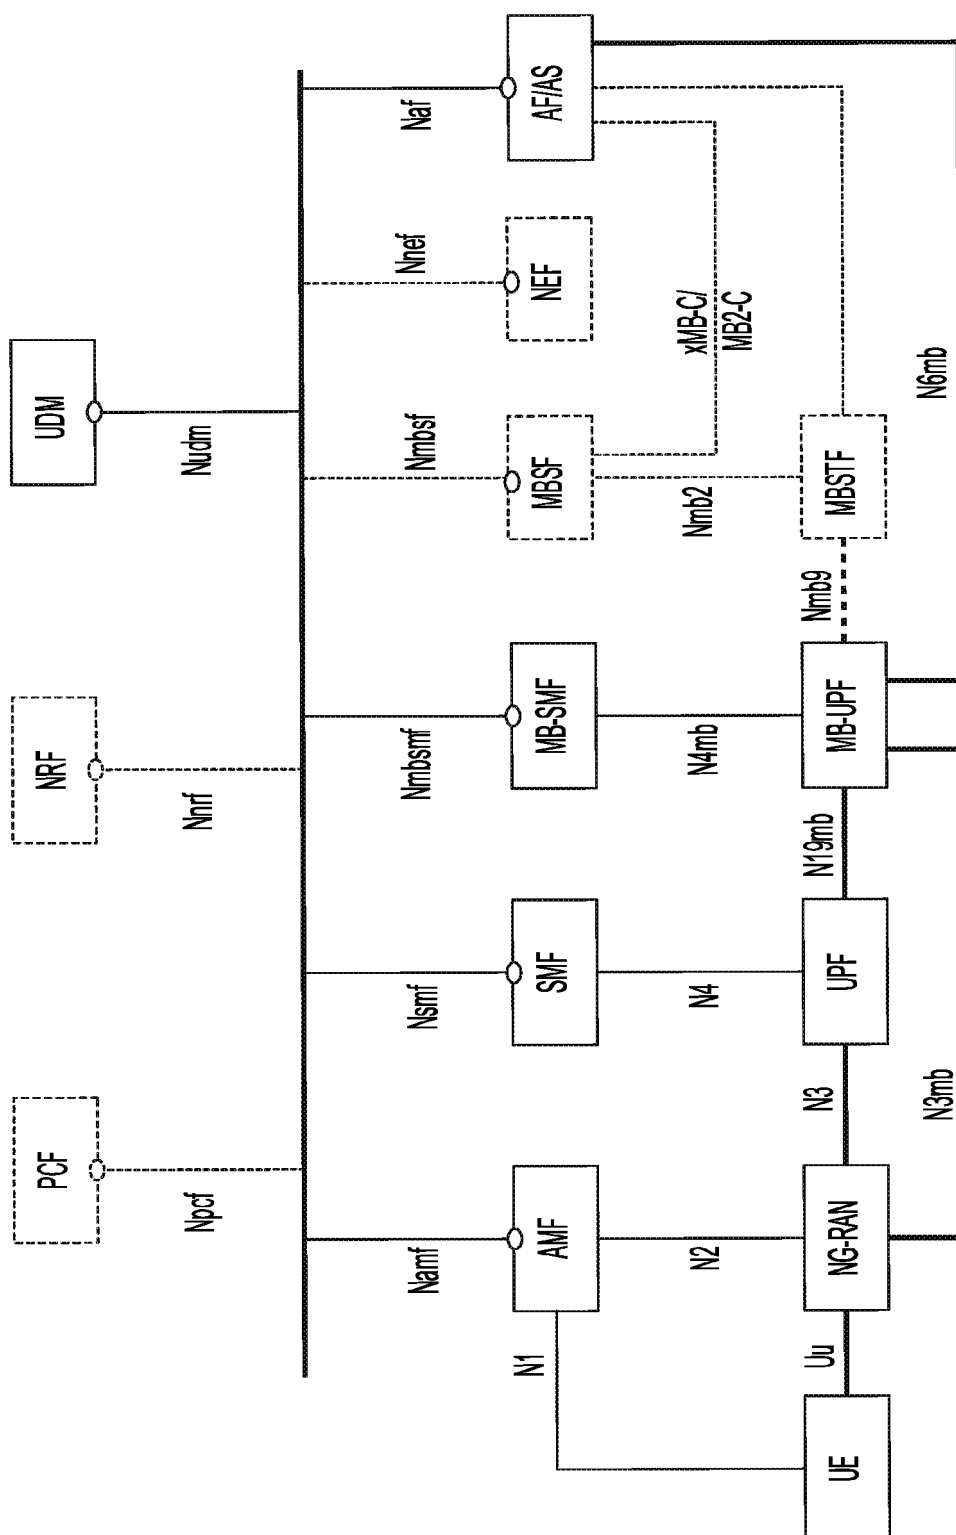 PCF
NRF
UDM
Npcf
Nnrf
Nudm
Namf
Nsmf
Nmbsmf
Nmbsf
Nnef
Naf
AMF
SMF
MB-SMF
MBSF
NEF
AF/AS
N1
N2
N4
N4mb
Nmb2
xMB-C/
MB2-C
UE
Uu
NG-RAN
N3
UPF
N19mb
MB-UPF
Nmb9
MBSTF
N3mb
N6mb